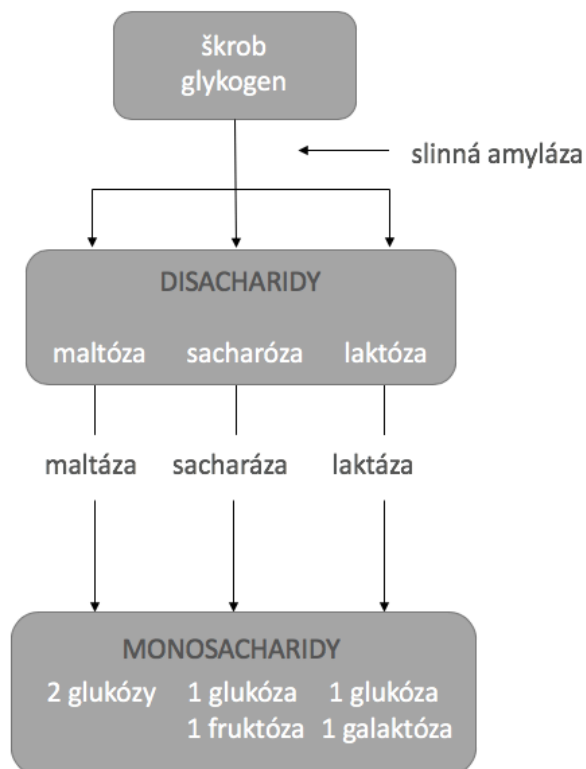 škrob
glykogen
slinná amyláza
DISACHARIDY
maltóza sacharóza laktóza
maltáza sacharáza laktáza
MONOSACHARIDY
2 glukózy 1 glukóza 1 glukóza
1 fruktóza 1 galaktóza